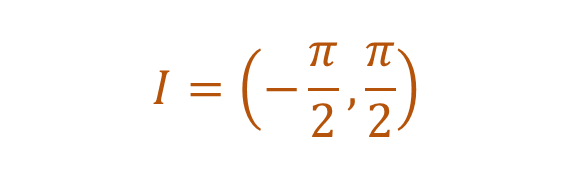 I = (−π/2, π/2)